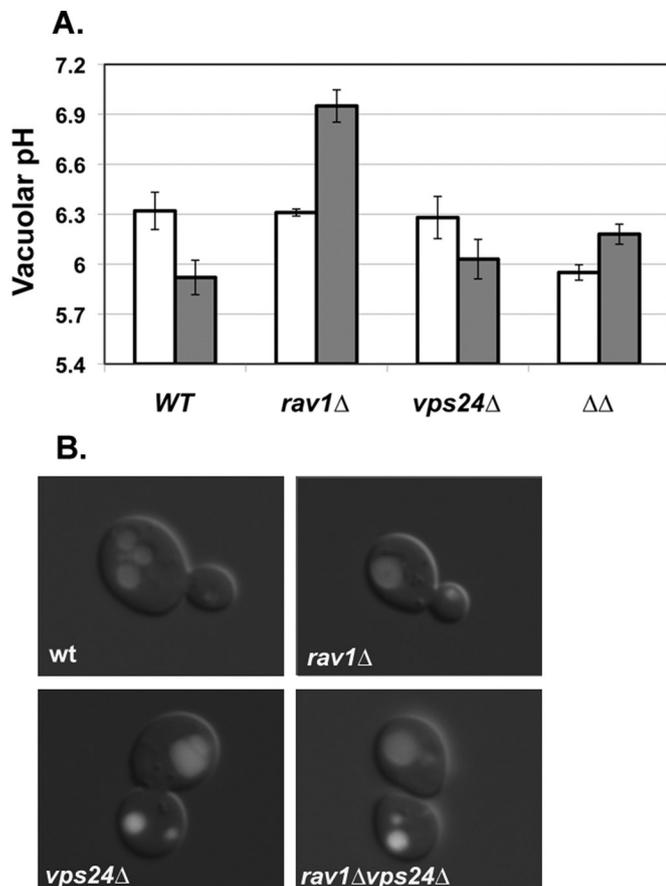 A.
Vacuolar pH
7.2
6.9
6.6
6.3
6
5.7
5.4
WT rav1Δ vps24Δ ΔΔ
B.
wt
rav1Δ
vps24Δ
rav1Δvps24Δ